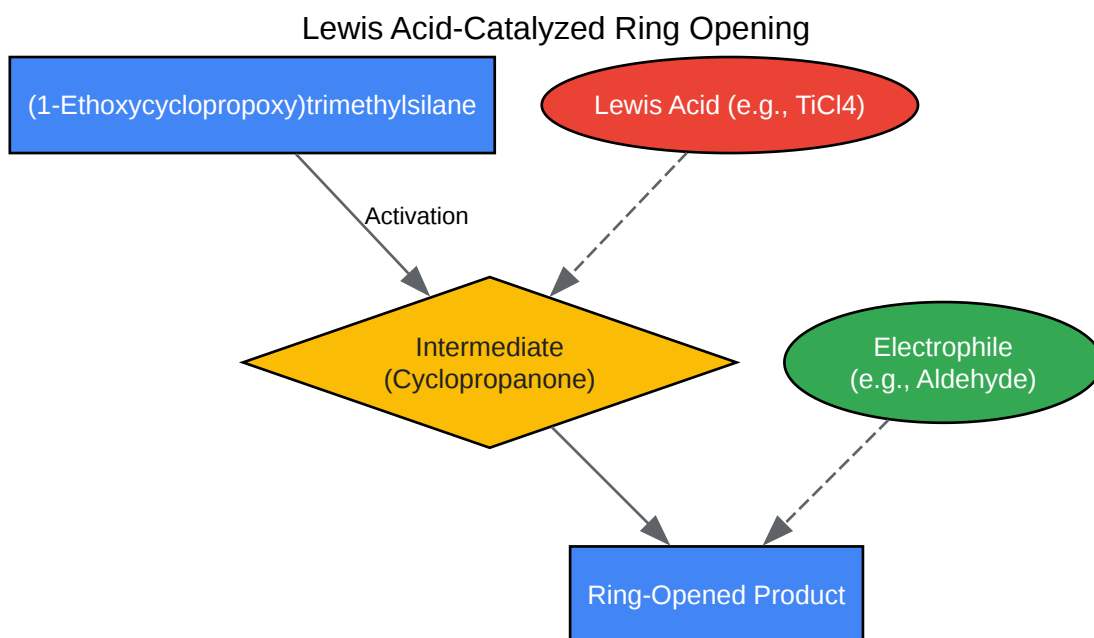 Lewis Acid-Catalyzed Ring Opening
(1-Ethoxycyclopropoxy)trimethylsilane
Lewis Acid (e.g., TiCl4)
Activation
Intermediate
(Cyclopropanone)
Electrophile
(e.g., Aldehyde)
Ring-Opened Product